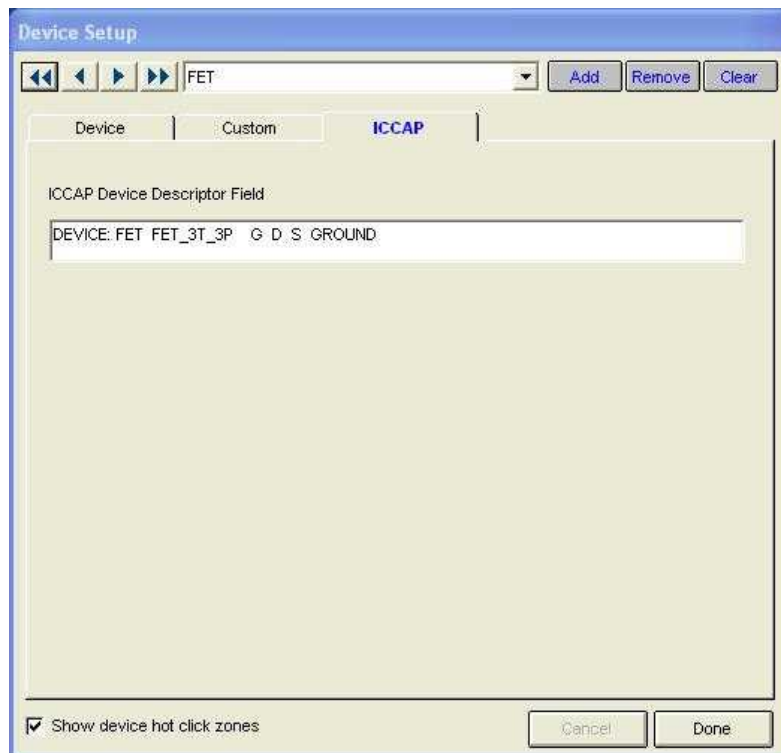 Device Setup
FET Add Remove Clear
Device Custom ICCAP
ICCAP Device Descriptor Field
DEVICE: FET FET_3T_3P G D S GROUND
Show device hot click zones Cancel Done